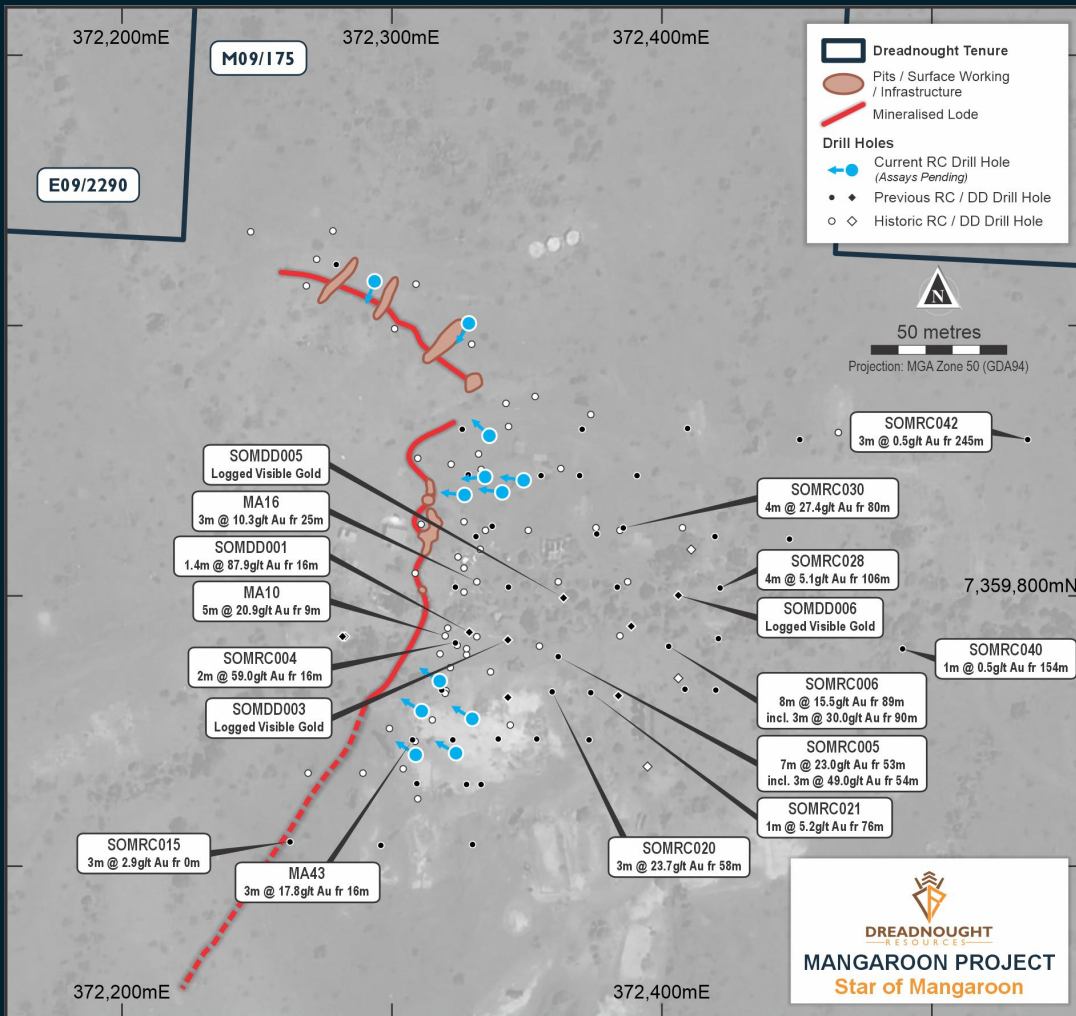 372,200mE
372,300mE
372,400mE
M09/175
E09/2290
Dreadnought Tenure
Pits / Surface Working
/ Infrastructure
Mineralised Lode
Drill Holes
Current RC Drill Hole
(Assays Pending)
Previous RC / DD Drill Hole
Historic RC / DD Drill Hole
N
50 metres
Projection: MGA Zone 50 (GDA94)
SOMRC042
3m @ 0.5g/t Au fr 245m
SOMDD005
Logged Visible Gold
MA16
3m @ 10.3g/t Au fr 25m
SOMDD001
1.4m @ 87.9g/t Au fr 16m
MA10
5m @ 20.9g/t Au fr 9m
SOMRC004
2m @ 59.0g/t Au fr 16m
SOMDD003
Logged Visible Gold
SOMRC030
4m @ 27.4g/t Au fr 80m
SOMRC028
4m @ 5.1g/t Au fr 106m
7,359,800mN
SOMDD006
Logged Visible Gold
SOMRC040
1m @ 0.5g/t Au fr 154m
SOMRC006
8m @ 15.5g/t Au fr 89m
incl. 3m @ 30.0g/t Au fr 90m
SOMRC005
7m @ 23.0g/t Au fr 53m
incl. 3m @ 49.0g/t Au fr 54m
SOMRC021
1m @ 5.2g/t Au fr 76m
SOMRC020
3m @ 23.7g/t Au fr 58m
SOMRC015
3m @ 2.9g/t Au fr 0m
MA43
3m @ 17.8g/t Au fr 16m
DREADNOUGHT
RESOURCES
MANGAROON PROJECT
Star of Mangaroon
372,200mE
372,400mE